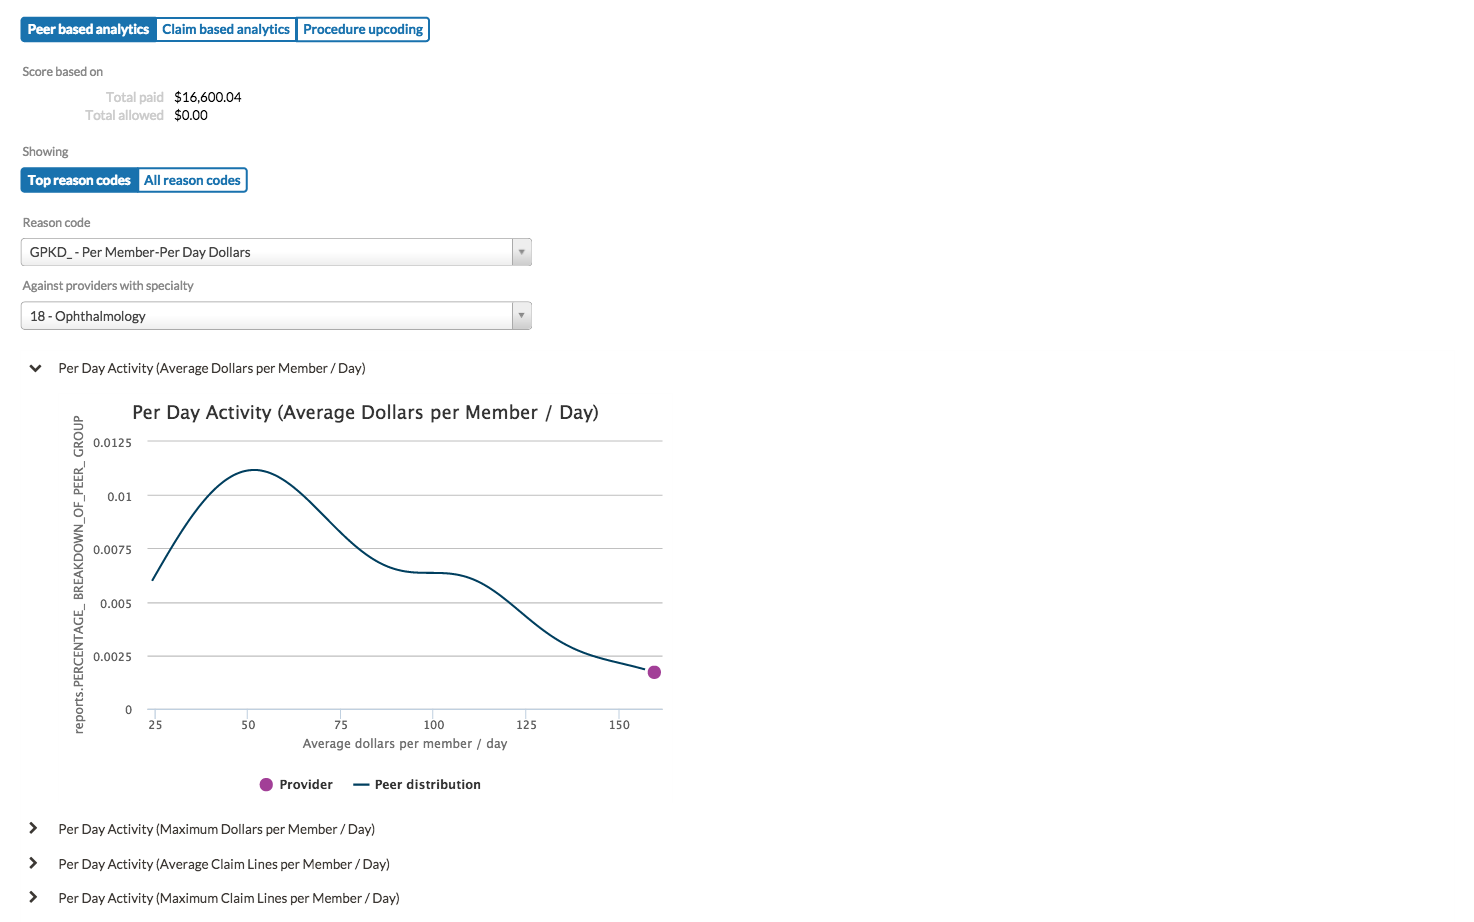 Peer based analytics Claim based analytics Procedure upcoding
Score based on
Total paid $16,600.04
Total allowed $0.00
Showing
Top reason codes All reason codes
Reason code
GPKD_ - Per Member-Per Day Dollars
Against providers with specialty
18 - Ophthalmology
Per Day Activity (Average Dollars per Member / Day)
Per Day Activity (Average Dollars per Member / Day)
reports.PERCENTAGE_ BREAKDOWN_OF_PEER_ GROUP
0.0125
0.01
0.0075
0.005
0.0025
0
25 50 75 100 125 150
Average dollars per member / day
Provider Peer distribution
Per Day Activity (Maximum Dollars per Member / Day)
Per Day Activity (Average Claim Lines per Member / Day)
Per Day Activity (Maximum Claim Lines per Member / Day)